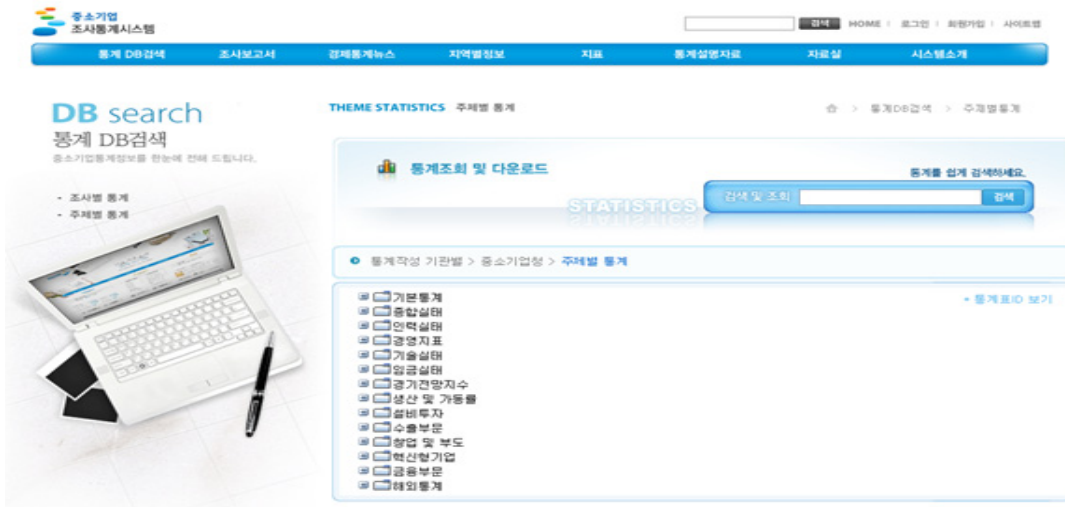 중소기업
조사통계시스템
검색 HOME | 로그인 | 회원가입 | 사이트맵
통계 DB검색 조사보고서 경제통계뉴스 지역별정보 지표 통계설명자료 자료실 시스템소개
DB search
통계 DB검색
중소기업통계정보를 한눈에 전해 드립니다.
- 조사별 통계
- 주제별 통계
THEME STATISTICS 주제별 통계
> 통계DB검색 > 주제별통계
통계조회 및 다운로드
통계를 쉽게 검색하세요.
STATISTICS
검색 및 조회 검색
통계작성 기관별 > 중소기업청 > 주제별 통계
+ 통계표ID 보기
기본통계
종합실태
인력실태
경영지표
기술실태
임금실태
경기전망지수
생산 및 가동률
설비투자
수출부문
창업 및 부도
혁신형기업
금융부문
해외통계